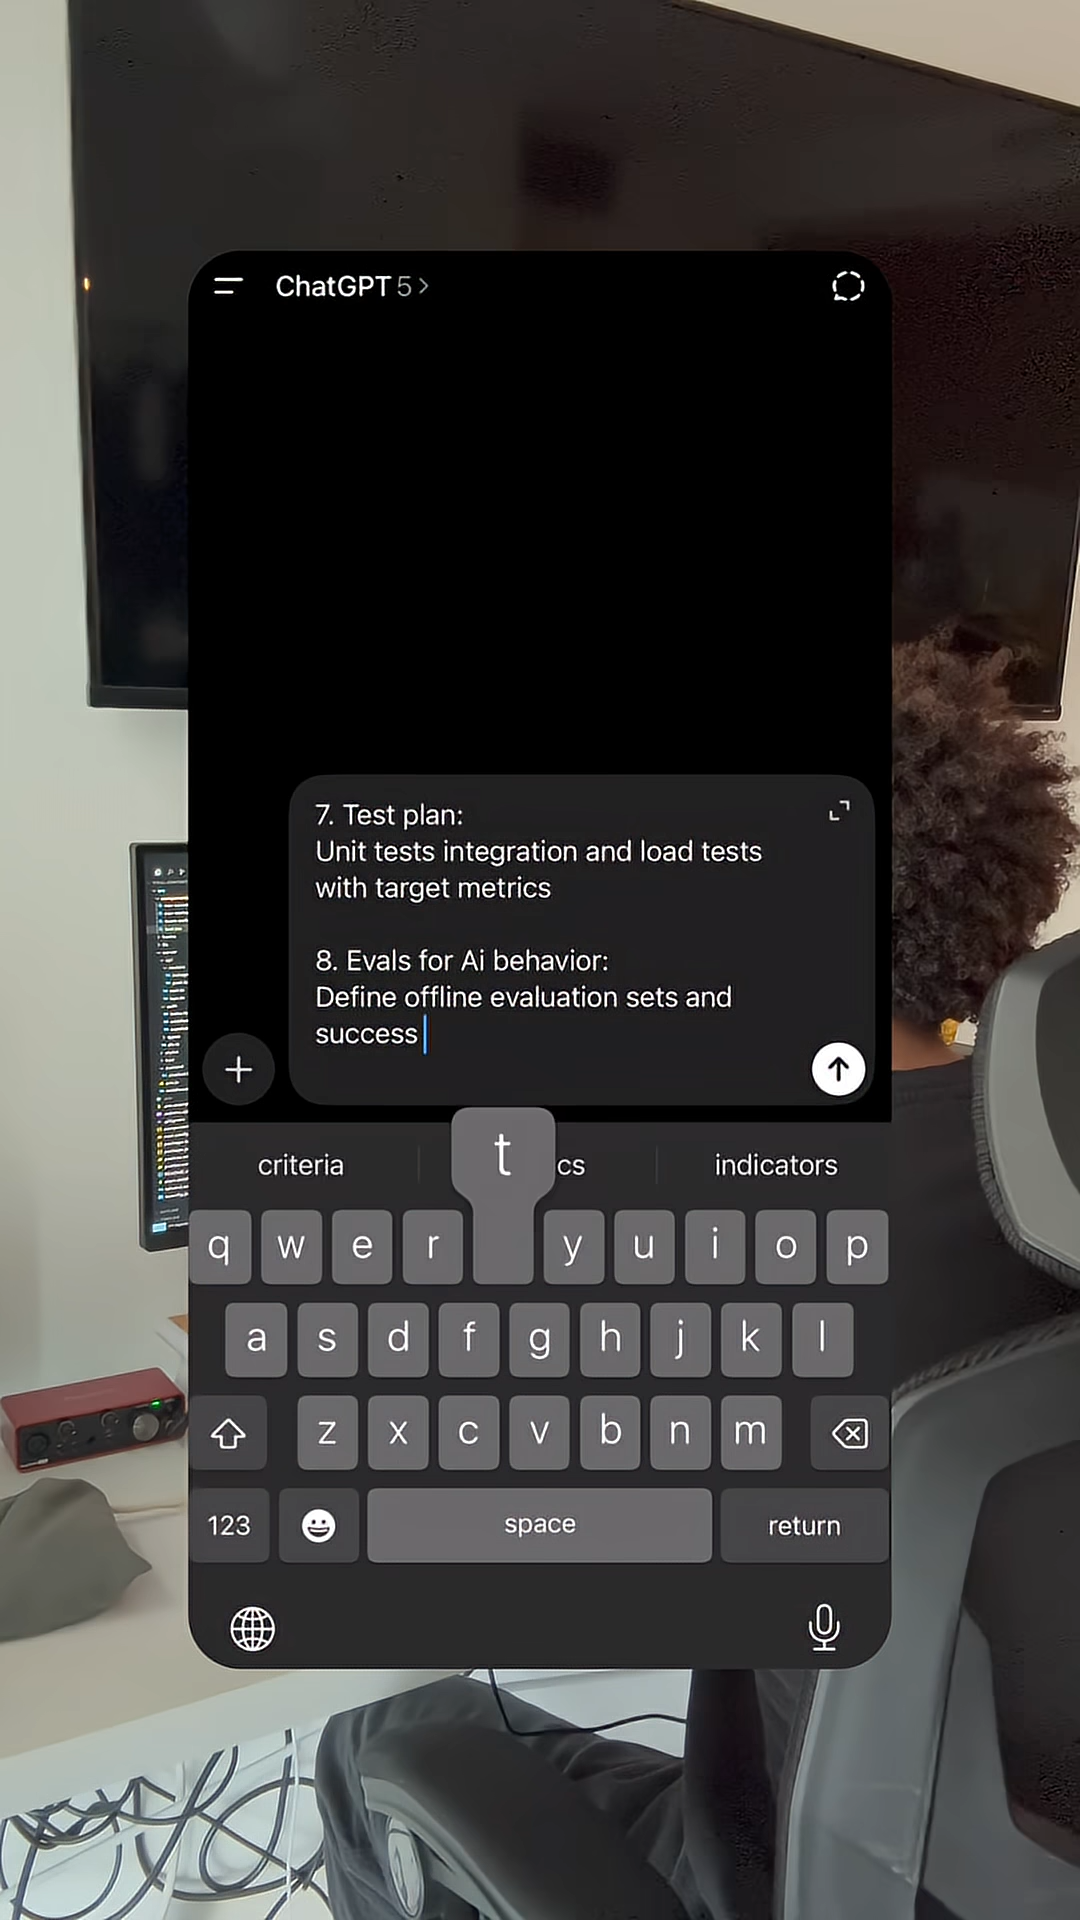 ChatGPT 5 >
7. Test plan:
Unit tests integration and load tests
with target metrics
8. Evals for Ai behavior:
Define offline evaluation sets and
success
criteria
t
cs
indicators
q w e r y u i o p
a s d f g h j k l
z x c v b n m
123
space
return